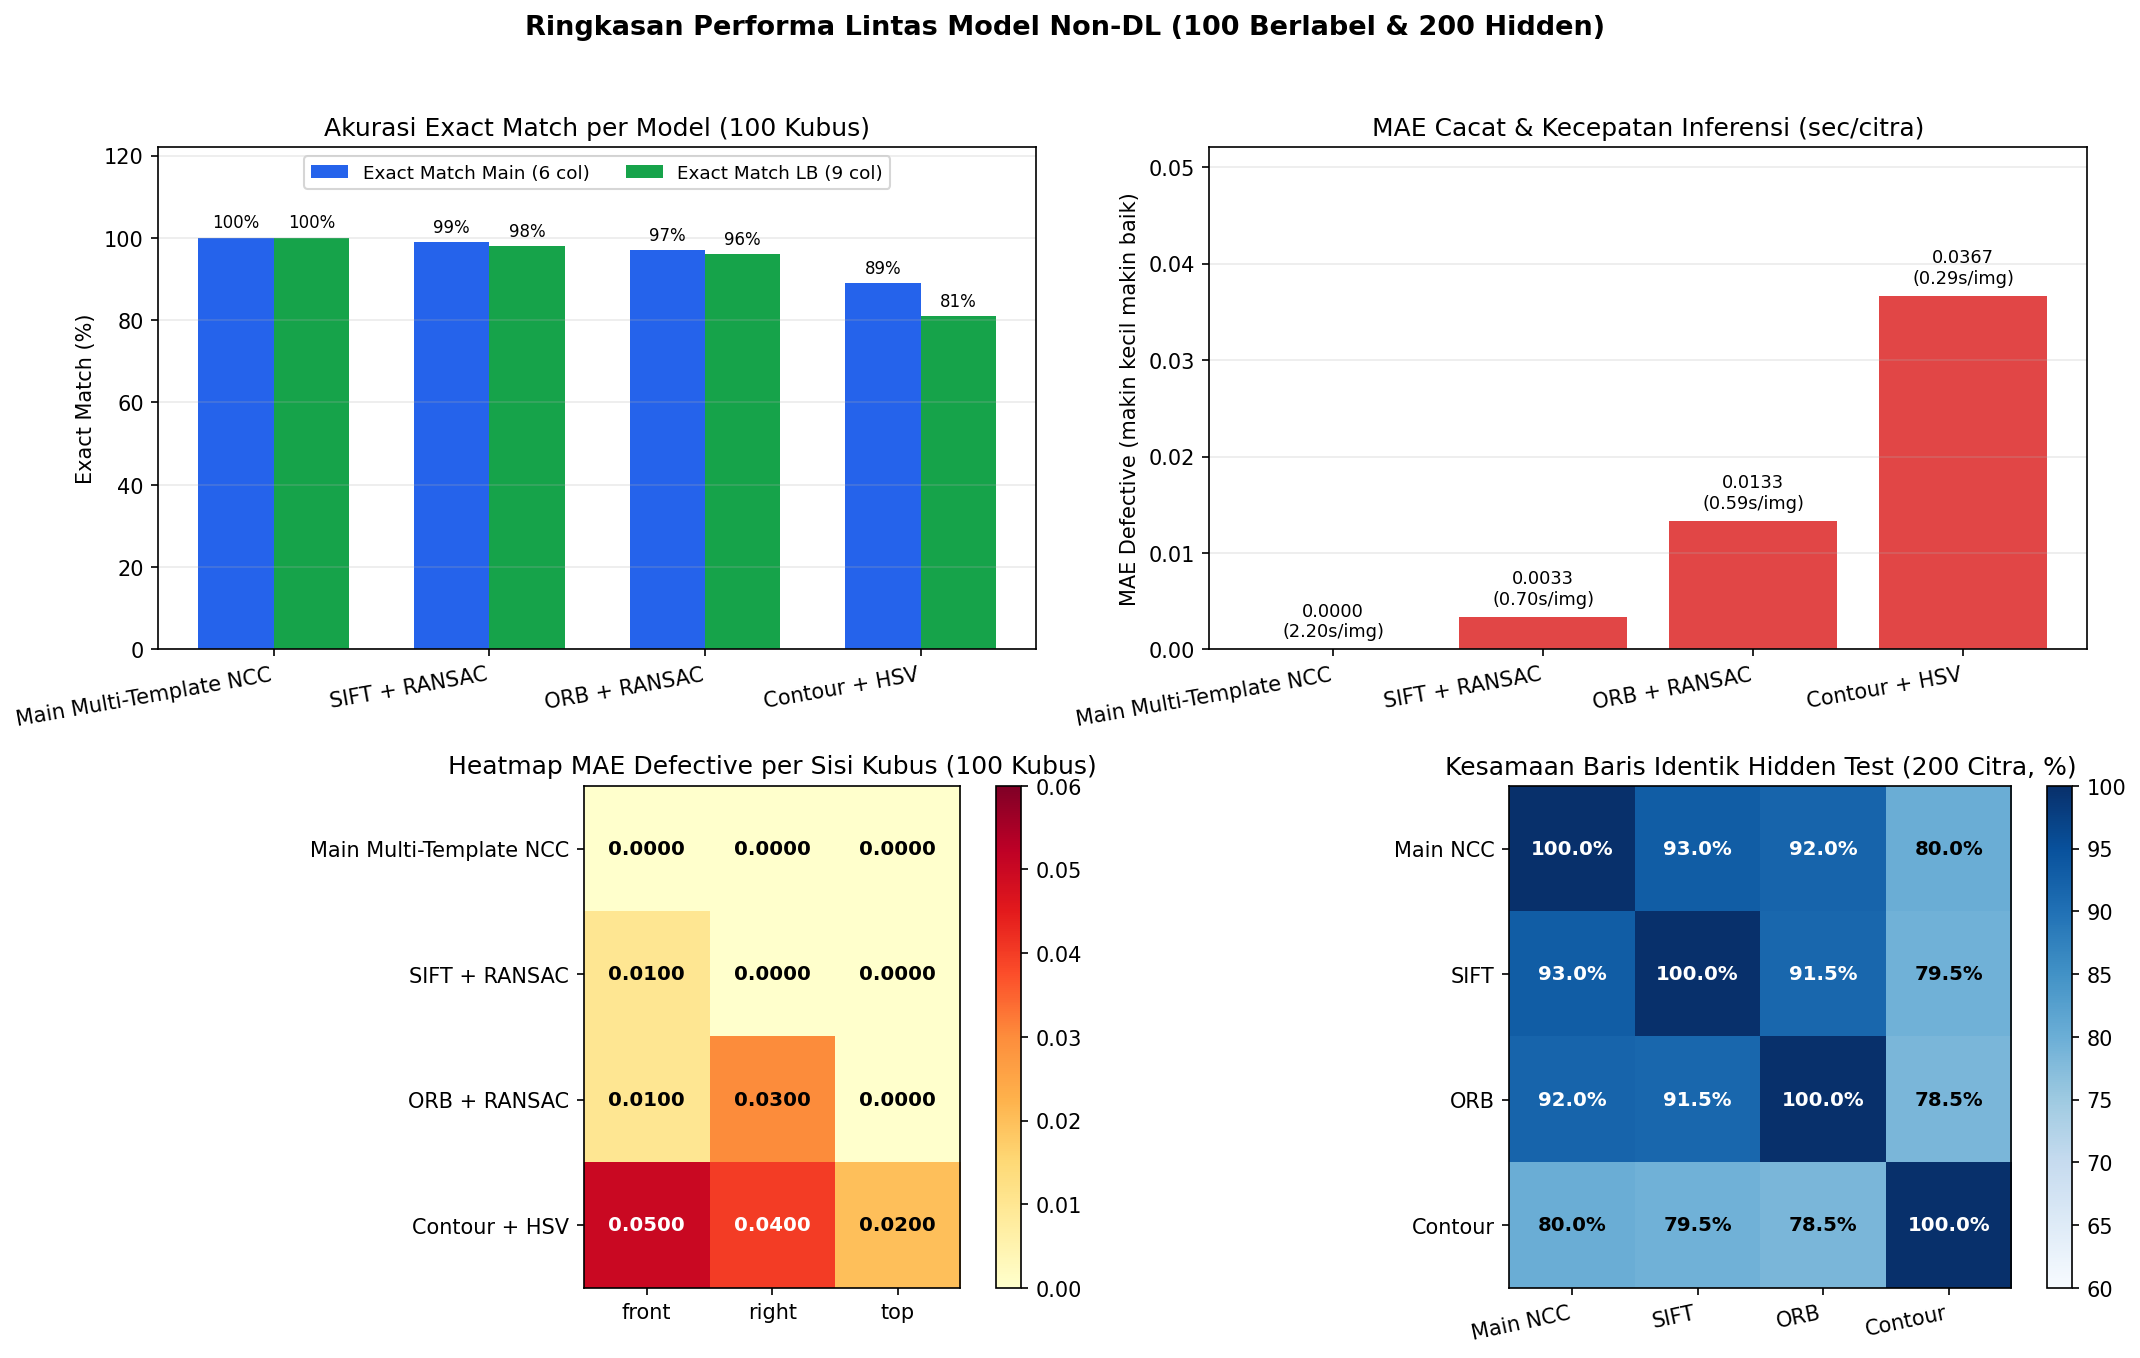 Ringkasan Performa Lintas Model Non-DL (100 Berlabel & 200 Hidden)
Akurasi Exact Match per Model (100 Kubus)
Exact Match Main (6 col)
Exact Match LB (9 col)
Exact Match (%)
120
100
80
60
40
20
0
100%
100%
99%
98%
97%
96%
89%
81%
Main Multi-Template NCC
SIFT + RANSAC
ORB + RANSAC
Contour + HSV
MAE Cacat & Kecepatan Inferensi (sec/citra)
MAE Defective (makin kecil makin baik)
0.05
0.04
0.03
0.02
0.01
0.00
0.0000
(2.20s/img)
0.0033
(0.70s/img)
0.0133
(0.59s/img)
0.0367
(0.29s/img)
Main Multi-Template NCC
SIFT + RANSAC
ORB + RANSAC
Contour + HSV
Heatmap MAE Defective per Sisi Kubus (100 Kubus)
Main Multi-Template NCC
0.0000 0.0000 0.0000
SIFT + RANSAC
0.0100 0.0000 0.0000
ORB + RANSAC
0.0100 0.0300 0.0000
Contour + HSV
0.0500 0.0400 0.0200
front
right
top
0.06
0.05
0.04
0.03
0.02
0.01
0.00
Kesamaan Baris Identik Hidden Test (200 Citra, %)
Main NCC
100.0% 93.0% 92.0% 80.0%
SIFT
93.0% 100.0% 91.5% 79.5%
ORB
92.0% 91.5% 100.0% 78.5%
Contour
80.0% 79.5% 78.5% 100.0%
Main NCC
SIFT
ORB
Contour
100
95
90
85
80
75
70
65
60